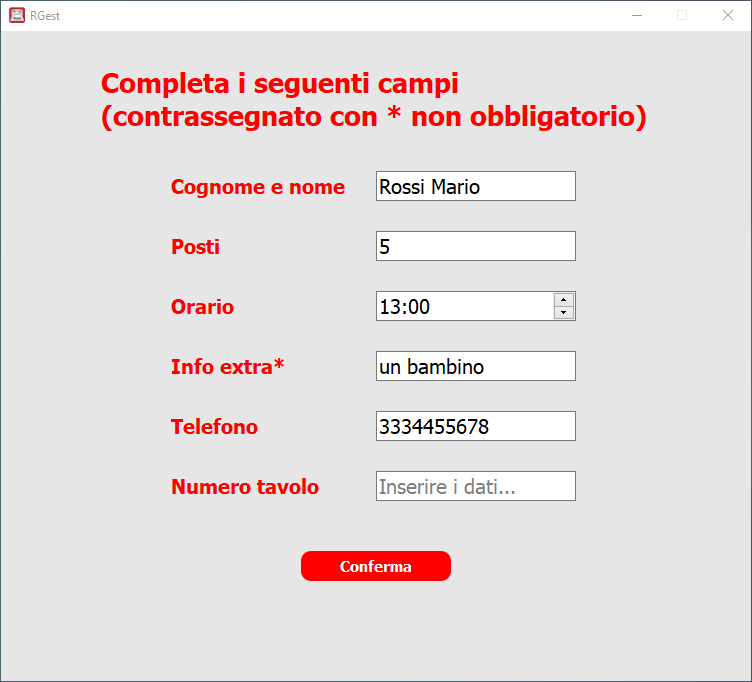 RGest
Completa i seguenti campi
(contrassegnato con * non obbligatorio)
Cognome e nome Rossi Mario
Posti 5
Orario 13:00
Info extra* un bambino
Telefono 3334455678
Numero tavolo Inserire i dati...
Conferma